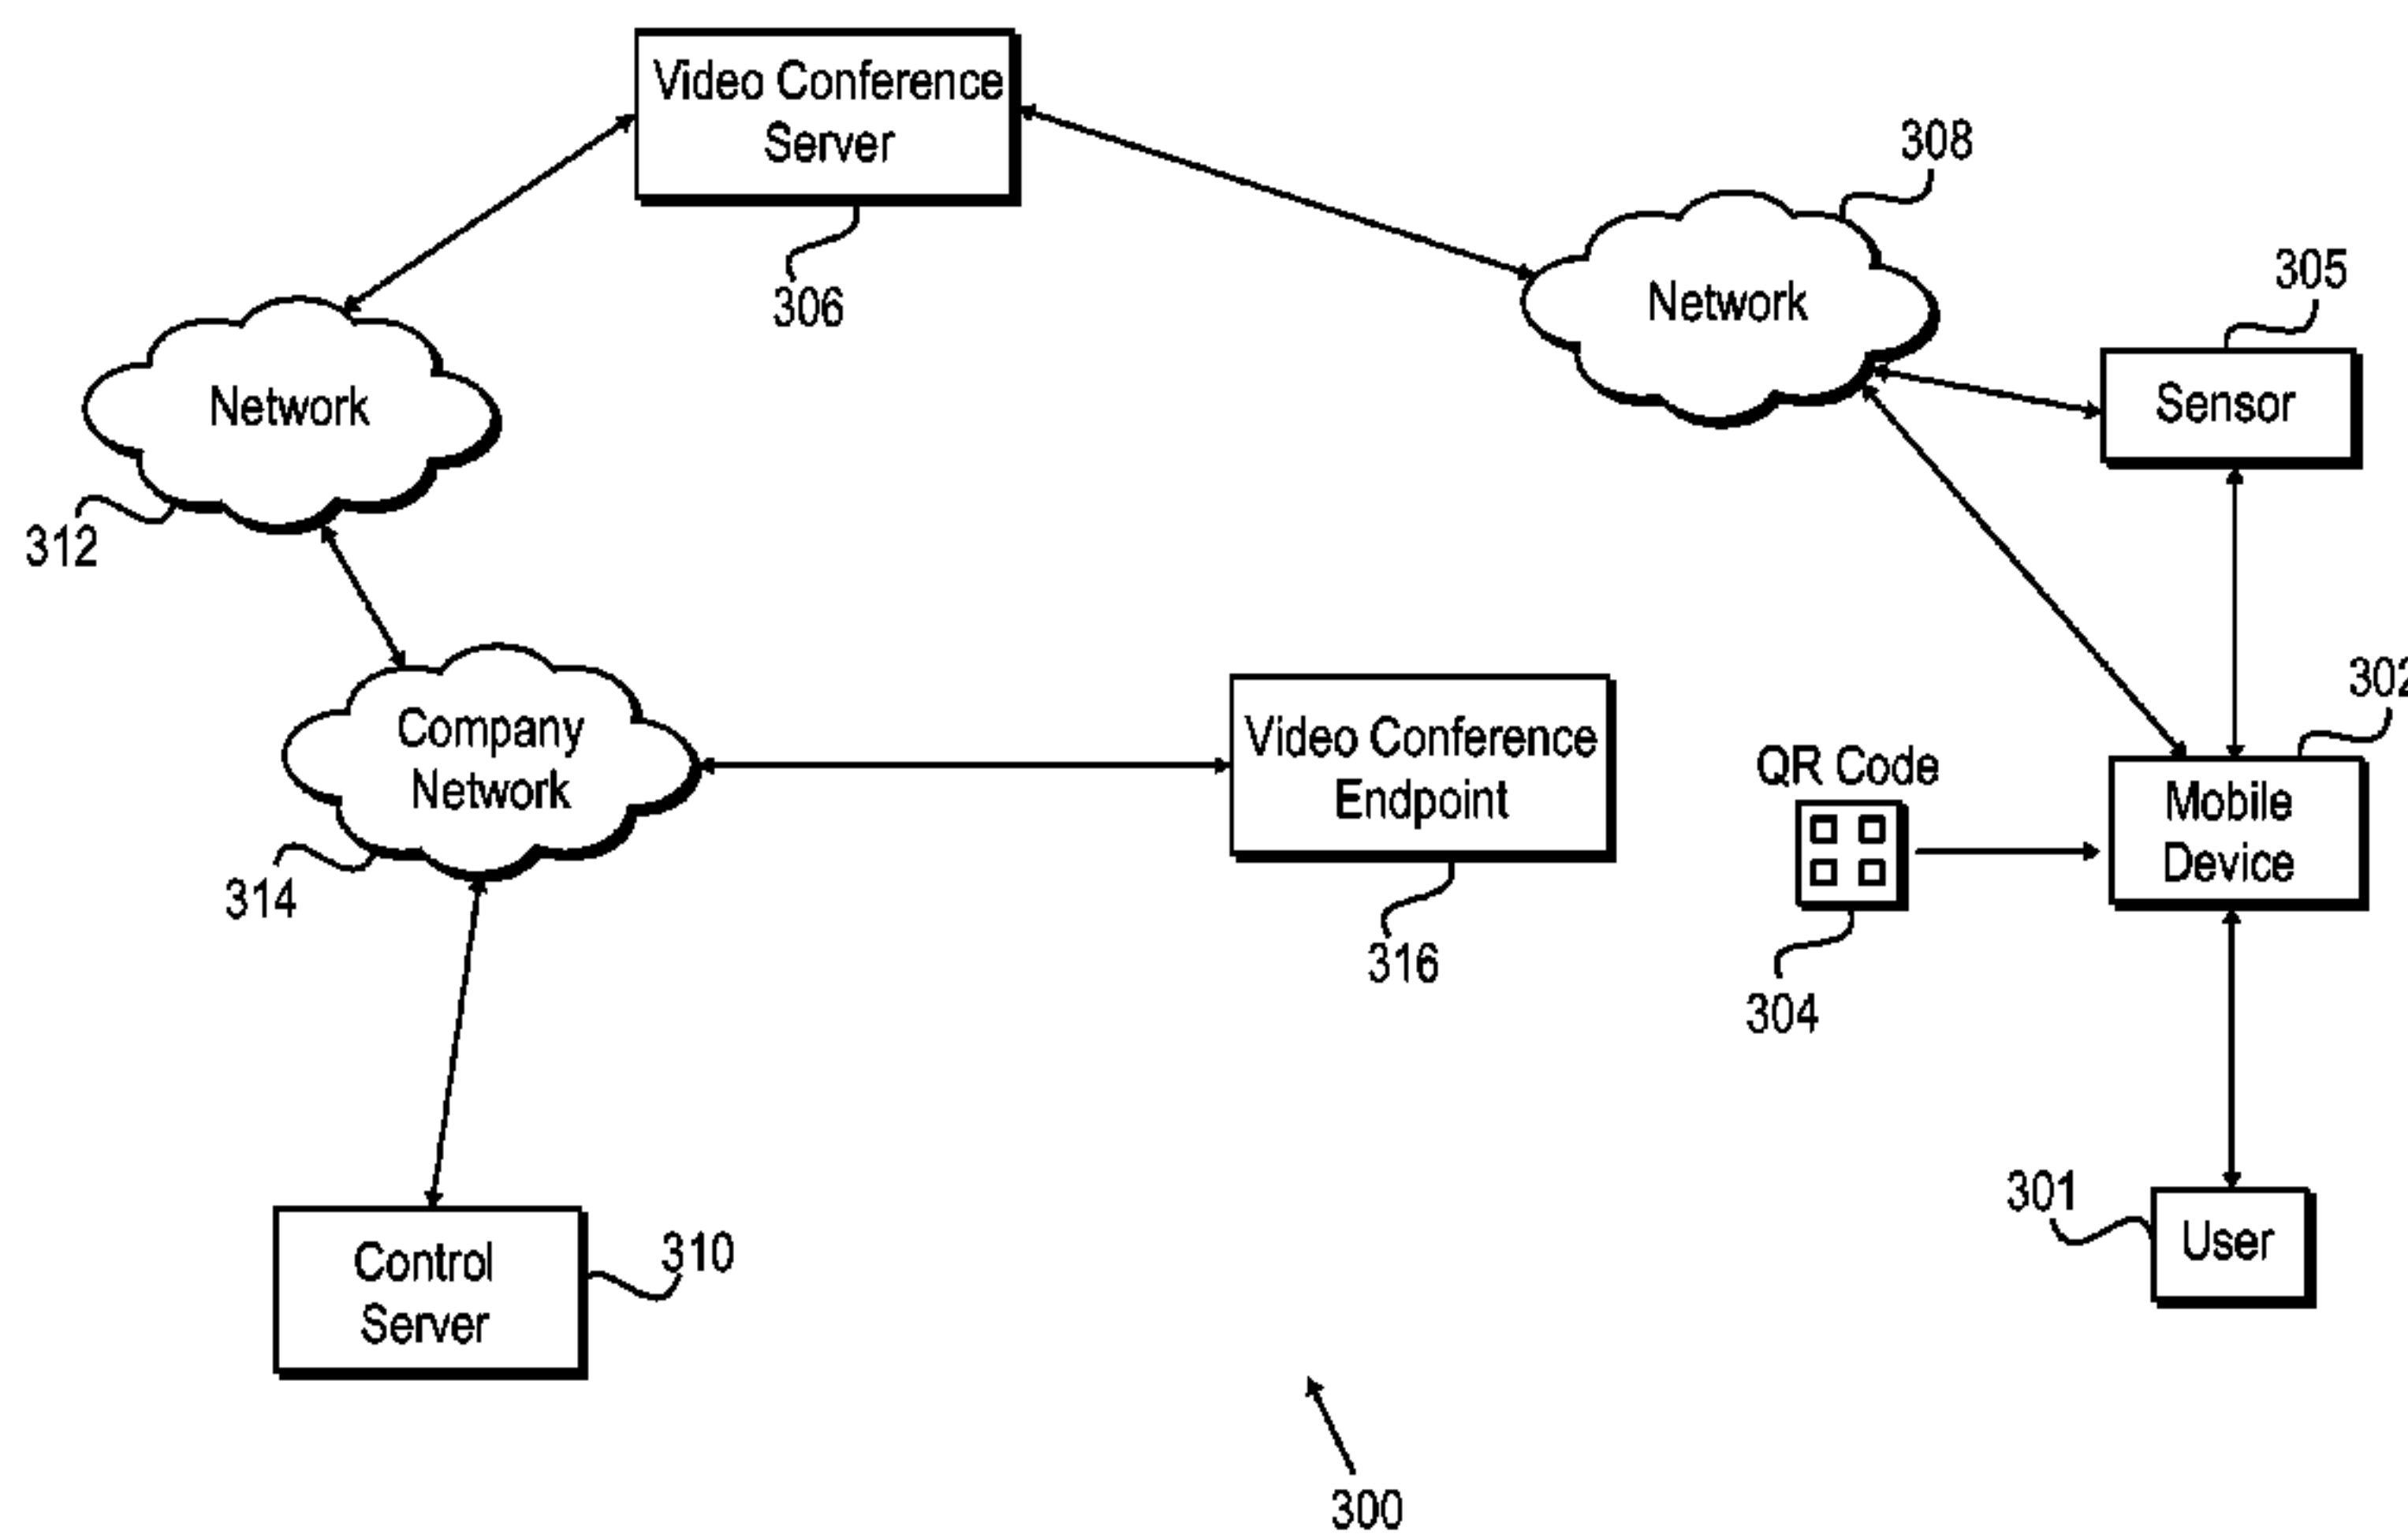 Video Conference
Server
306
308
Network
305
Sensor
Network
312
302
Company
Network
314
Video Conference
Endpoint
316
QR Code
304
Mobile
Device
301
User
Control
Server
310
300